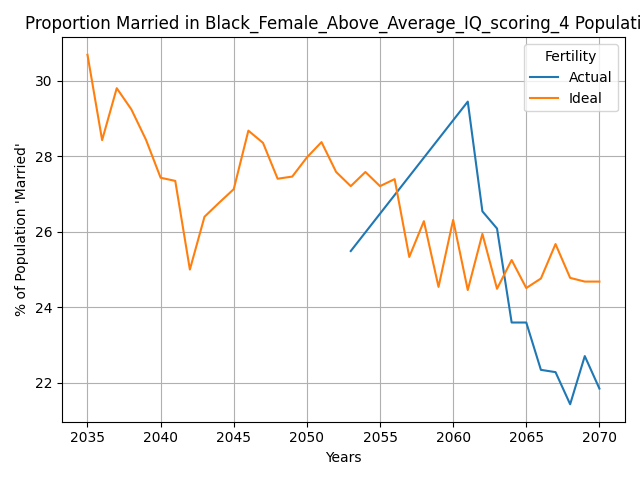 Proportion Married in Black_Female_Above_Average_IQ_scoring_4 Populati
Fertility
Actual
Ideal
% of Population 'Married'
30
28
26
24
22
2035 2040 2045 2050 2055 2060 2065 2070
Years